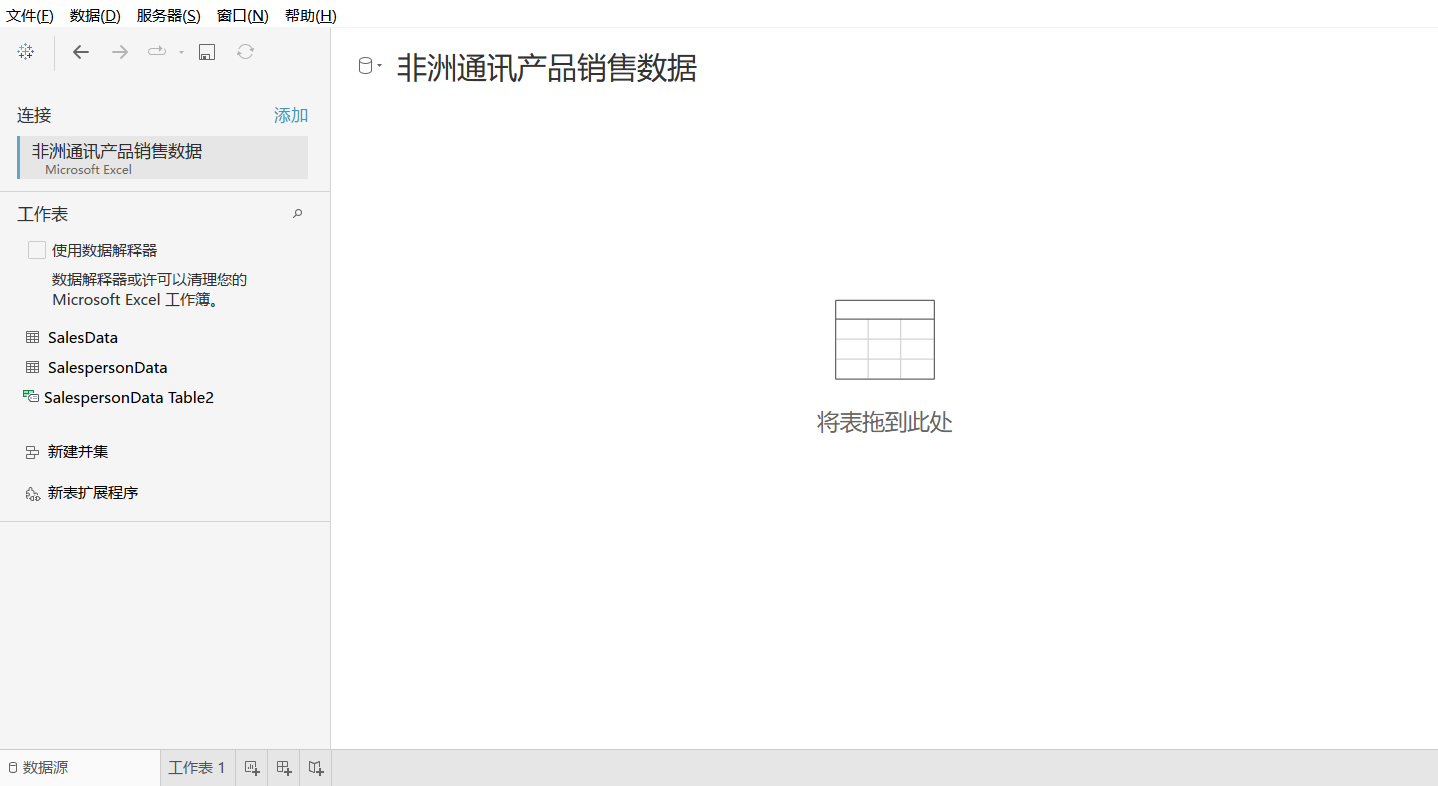 文件(F) 数据(D) 服务器(S) 窗口(N) 帮助(H)
非洲通讯产品销售数据
连接 添加
非洲通讯产品销售数据
Microsoft Excel
工作表
使用数据解释器
数据解释器或许可以清理您的
Microsoft Excel 工作簿。
SalesData
SalespersonData
SalespersonData Table2
新建并集
新表扩展程序
将表拖到此处
数据源 工作表 1